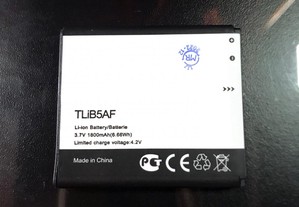 TLiB5AF
Li-ion Battery/Batterie
3.7V 1800mAh(6.66Wh)
Limited charge voltage:4.2V
Made in China